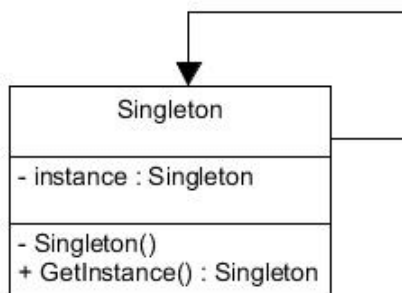 Singleton
- instance : Singleton
- Singleton()
+ GetInstance() : Singleton